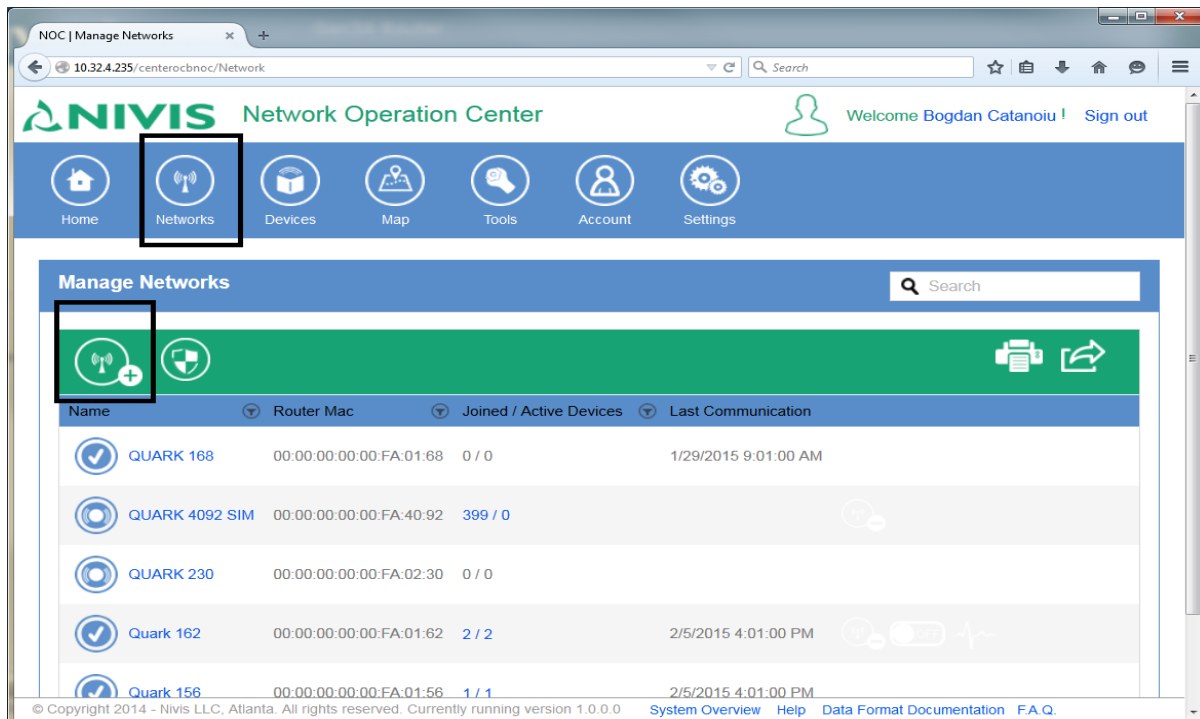 NOC | Manage Networks
10.32.4.235/centerocbnoc/Network
Search
NIVIS Network Operation Center
Welcome Bogdan Catanoiu ! Sign out
Home Networks Devices Map Tools Account Settings
Manage Networks
Search
Name Router Mac Joined / Active Devices Last Communication
QUARK 168 00:00:00:00:00:FA:01:68 0 / 0 1/29/2015 9:01:00 AM
QUARK 4092 SIM 00:00:00:00:00:FA:40:92 399 / 0
QUARK 230 00:00:00:00:00:FA:02:30 0 / 0
Quark 162 00:00:00:00:00:FA:01:62 2 / 2 2/5/2015 4:01:00 PM OFF
Quark 156 00:00:00:00:00:FA:01:56 1 / 1 2/5/2015 4:01:00 PM
© Copyright 2014 - Nivis LLC, Atlanta. All rights reserved. Currently running version 1.0.0.0 System Overview Help Data Format Documentation F.A.Q.